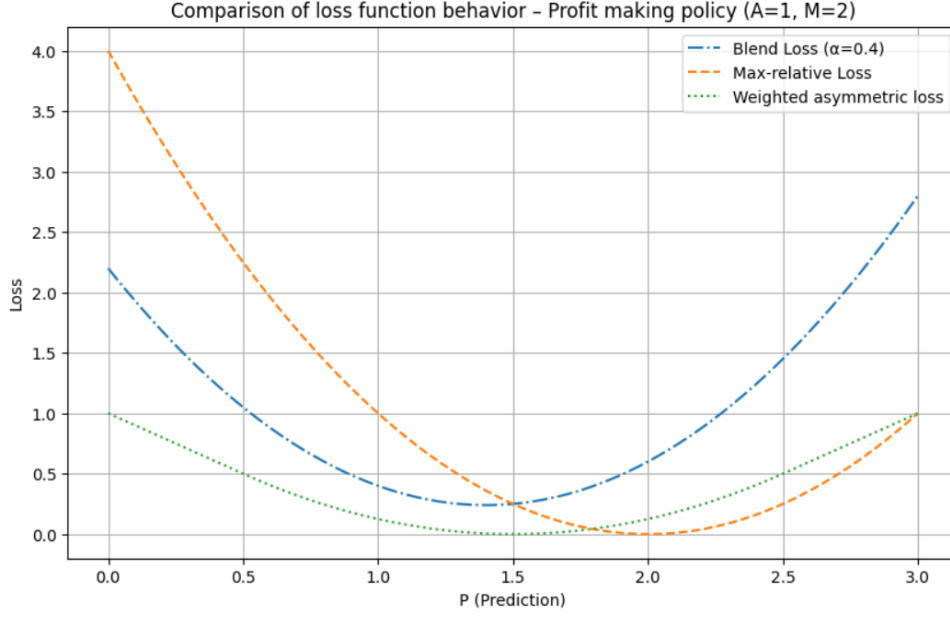 Comparison of loss function behavior – Profit making policy (A=1, M=2)
Blend Loss (α=0.4)
Max-relative Loss
Weighted asymmetric loss
4.0
3.5
3.0
2.5
2.0
1.5
1.0
0.5
0.0
Loss
0.0 0.5 1.0 1.5 2.0 2.5 3.0
P (Prediction)